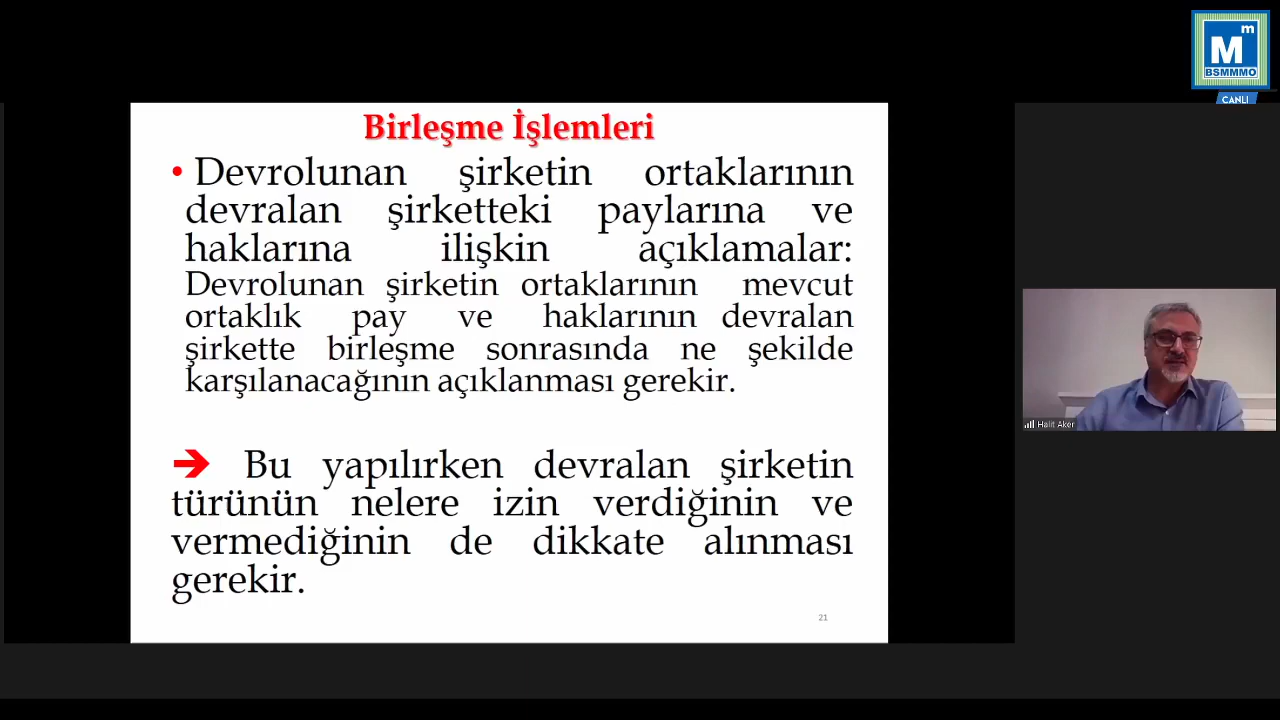 Mm
BSMMMO
CANLI
Birleşme İşlemleri
• Devrolunan şirketin ortaklarının
devralan şirketteki paylarına ve
haklarına ilişkin açıklamalar:
Devrolunan şirketin ortaklarının mevcut
ortaklık pay ve haklarının devralan
şirkette birleşme sonrasında ne şekilde
karşılanacağının açıklanması gerekir.
➔ Bu yapılırken devralan şirketin
türünün nelere izin verdiğinin ve
vermediğinin de dikkate alınması
gerekir.
21
Halit Aker